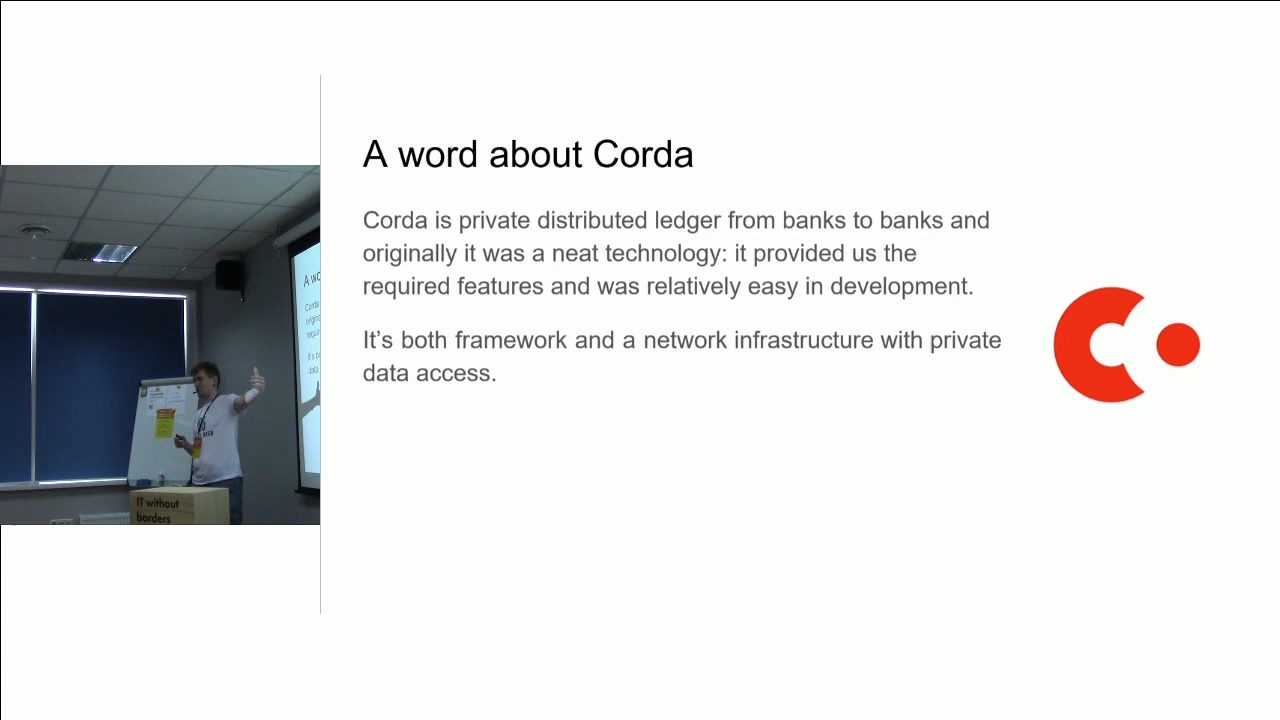 A word about Corda
Corda is private distributed ledger from banks to banks and
originally it was a neat technology: it provided us the
required features and was relatively easy in development.
It’s both framework and a network infrastructure with private
data access.
IT without
borders